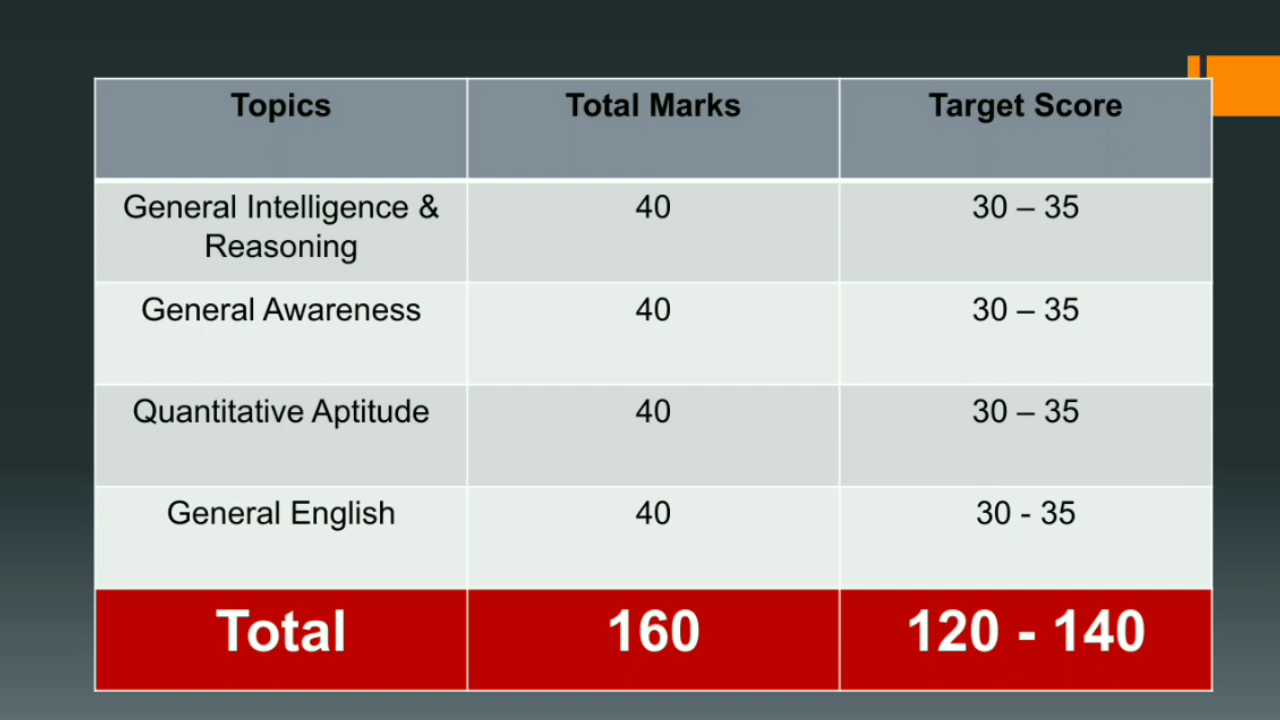 Topics Total Marks Target Score
General Intelligence & 40 30 – 35
Reasoning
General Awareness 40 30 – 35
Quantitative Aptitude 40 30 – 35
General English 40 30 - 35
Total 160 120 - 140